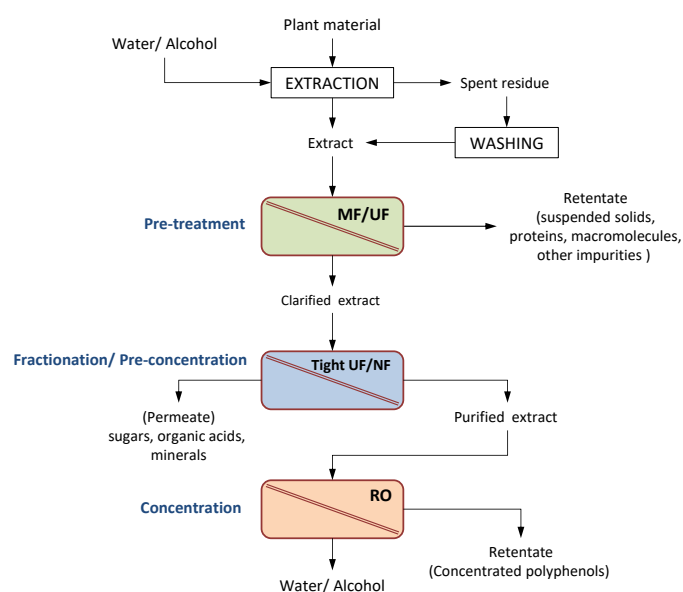 Plant material
Water/ Alcohol
EXTRACTION
Spent residue
Extract
WASHING
MF/UF
Pre-treatment
Retentate
(suspended solids,
proteins, macromolecules,
other impurities )
Clarified extract
Fractionation/ Pre-concentration
Tight UF/NF
(Permeate)
sugars, organic acids,
minerals
Purified extract
RO
Concentration
Retentate
(Concentrated polyphenols)
Water/ Alcohol